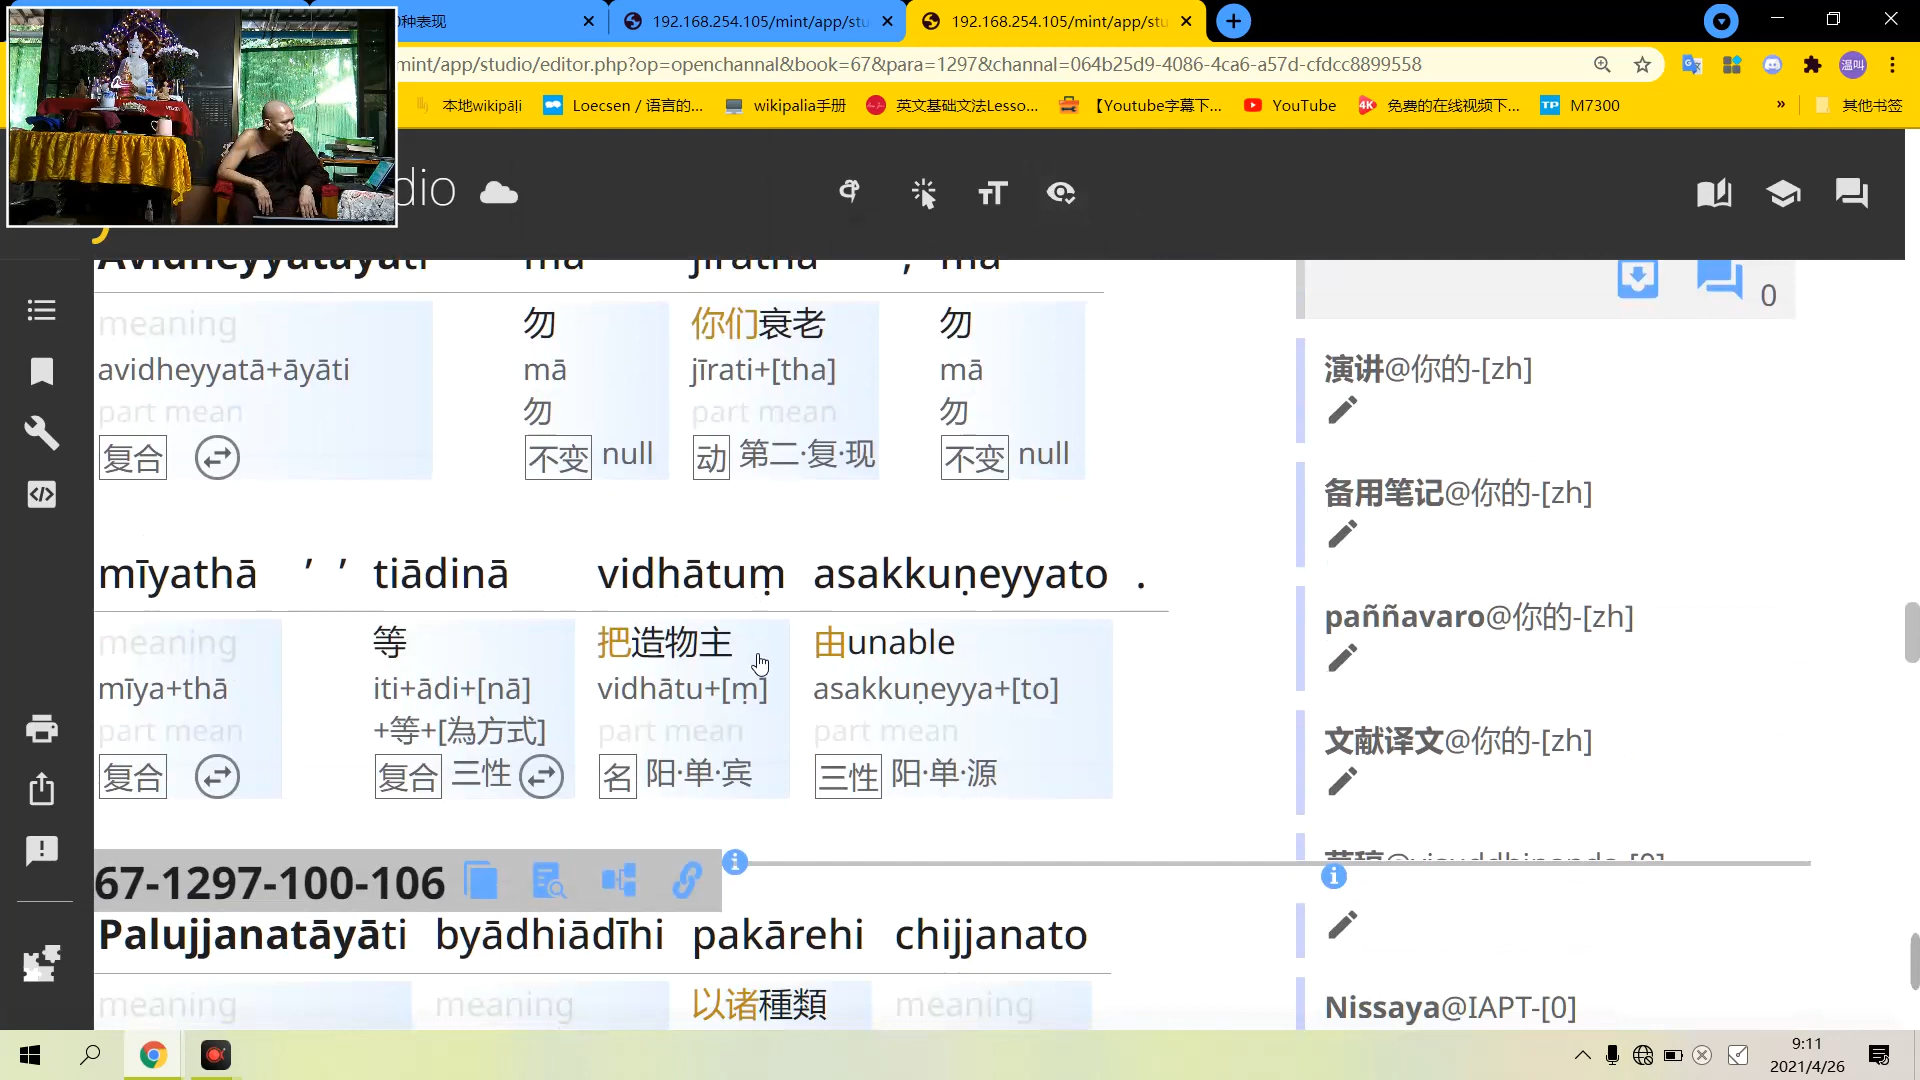 0种表现
192.168.254.105/mint/app/stu
192.168.254.105/mint/app/stu
mint/app/studio/editor.php?op=openchannal&book=67&para=1297&channal=064b25d9-4086-4ca6-a57d-cfdcc8899558
温叫
本地wikipāḷi
Loecsen / 语言的...
wikipalia手册
英文基础文法Lesso...
【Youtube字幕下...
YouTube
免费的在线视频下...
M7300
»
其他书签
dio
Avidheyyatāyāti mā jīratha , mā
meaning 勿 你们衰老 勿
avidheyyatā+āyāti mā jīrati+[tha] mā
part mean 勿 part mean 勿
复合 不变 null 动 第二·复·现 不变 null
mīyathā ’ ’ tiādinā vidhātuṃ asakkuṇeyyato .
meaning 等 把造物主 由unable
mīya+thā iti+ādi+[nā] vidhātu+[ṃ] asakkuṇeyya+[to]
part mean +等+[為方式] part mean part mean
复合 复合 三性 名 阳·单·宾 三性 阳·单·源
67-1297-100-106
Palujjanatāyāti byādhiādīhi pakārehi chijjanato
meaning meaning 以诸種類 meaning
0
演讲@你的-[zh]
备用笔记@你的-[zh]
paññavaro@你的-[zh]
文献译文@你的-[zh]
Nissaya@IAPT-[0]
9:11
2021/4/26